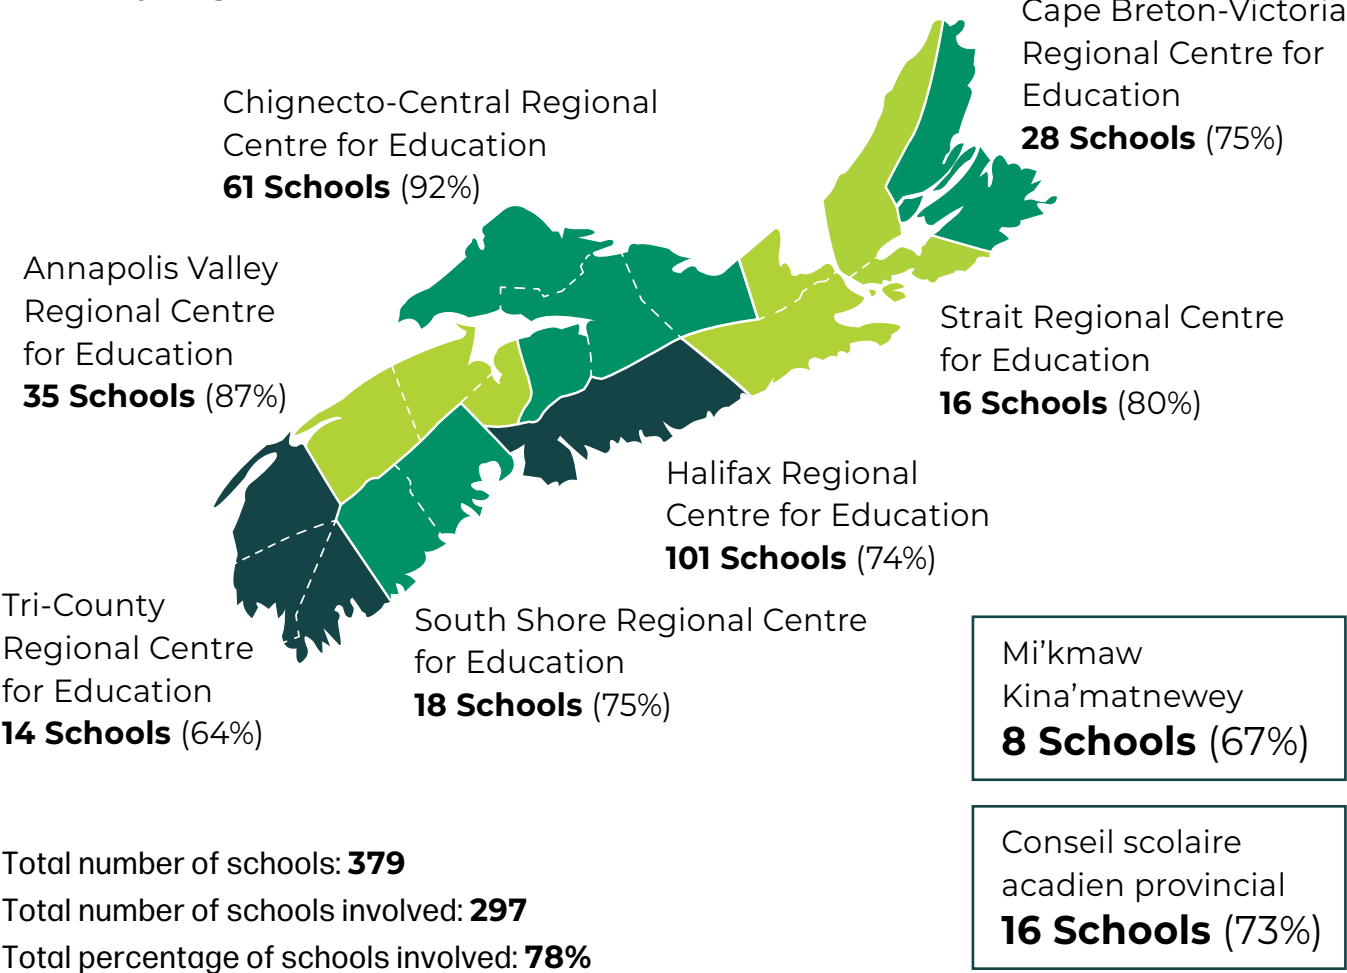 Cape Breton-Victoria
Regional Centre for
Education
28 Schools (75%)
Chignecto-Central Regional
Centre for Education
61 Schools (92%)
Annapolis Valley
Regional Centre
for Education
35 Schools (87%)
Strait Regional Centre
for Education
16 Schools (80%)
Halifax Regional
Centre for Education
101 Schools (74%)
Tri-County
Regional Centre
for Education
14 Schools (64%)
South Shore Regional Centre
for Education
18 Schools (75%)
Mi’kmaw
Kina’matnewey
8 Schools (67%)
Conseil scolaire
acadien provincial
16 Schools (73%)
Total number of schools: 379
Total number of schools involved: 297
Total percentage of schools involved: 78%